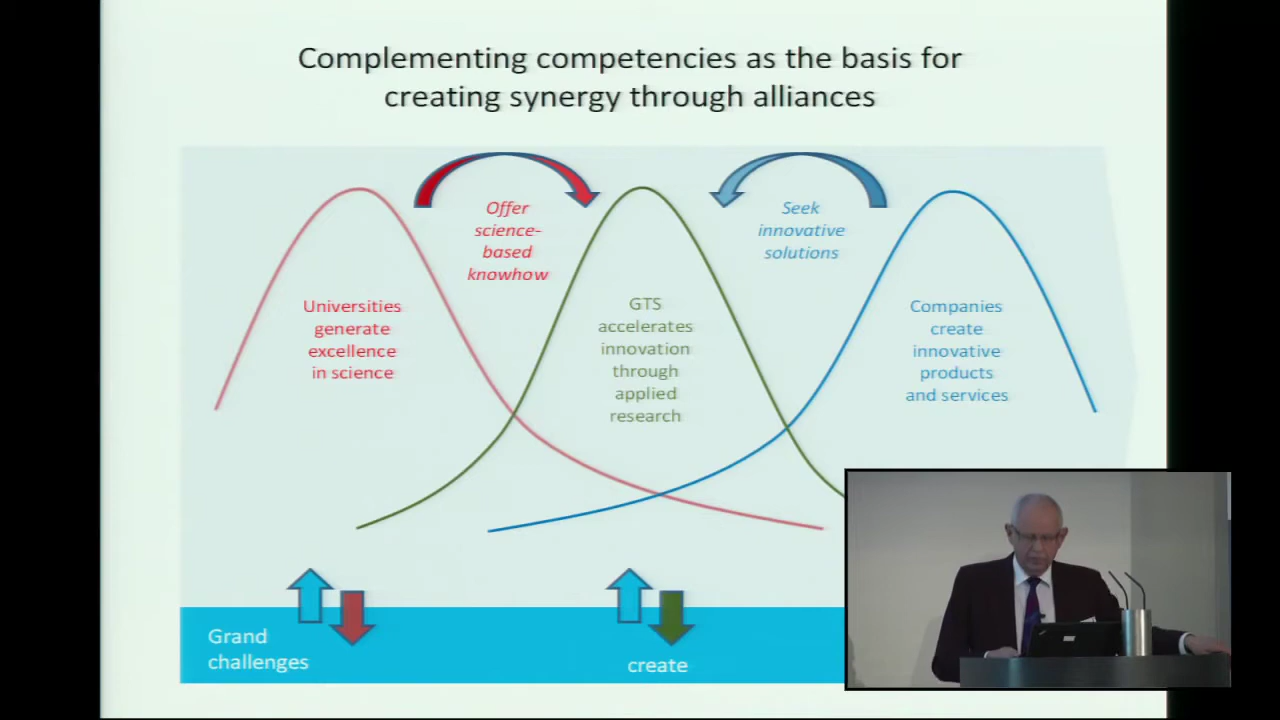 Complementing competencies as the basis for
creating synergy through alliances
Offer
science-
based
knowhow
Seek
innovative
solutions
Universities
generate
excellence
in science
GTS
accelerates
innovation
through
applied
research
Companies
create
innovative
products
and services
Grand
challenges
create